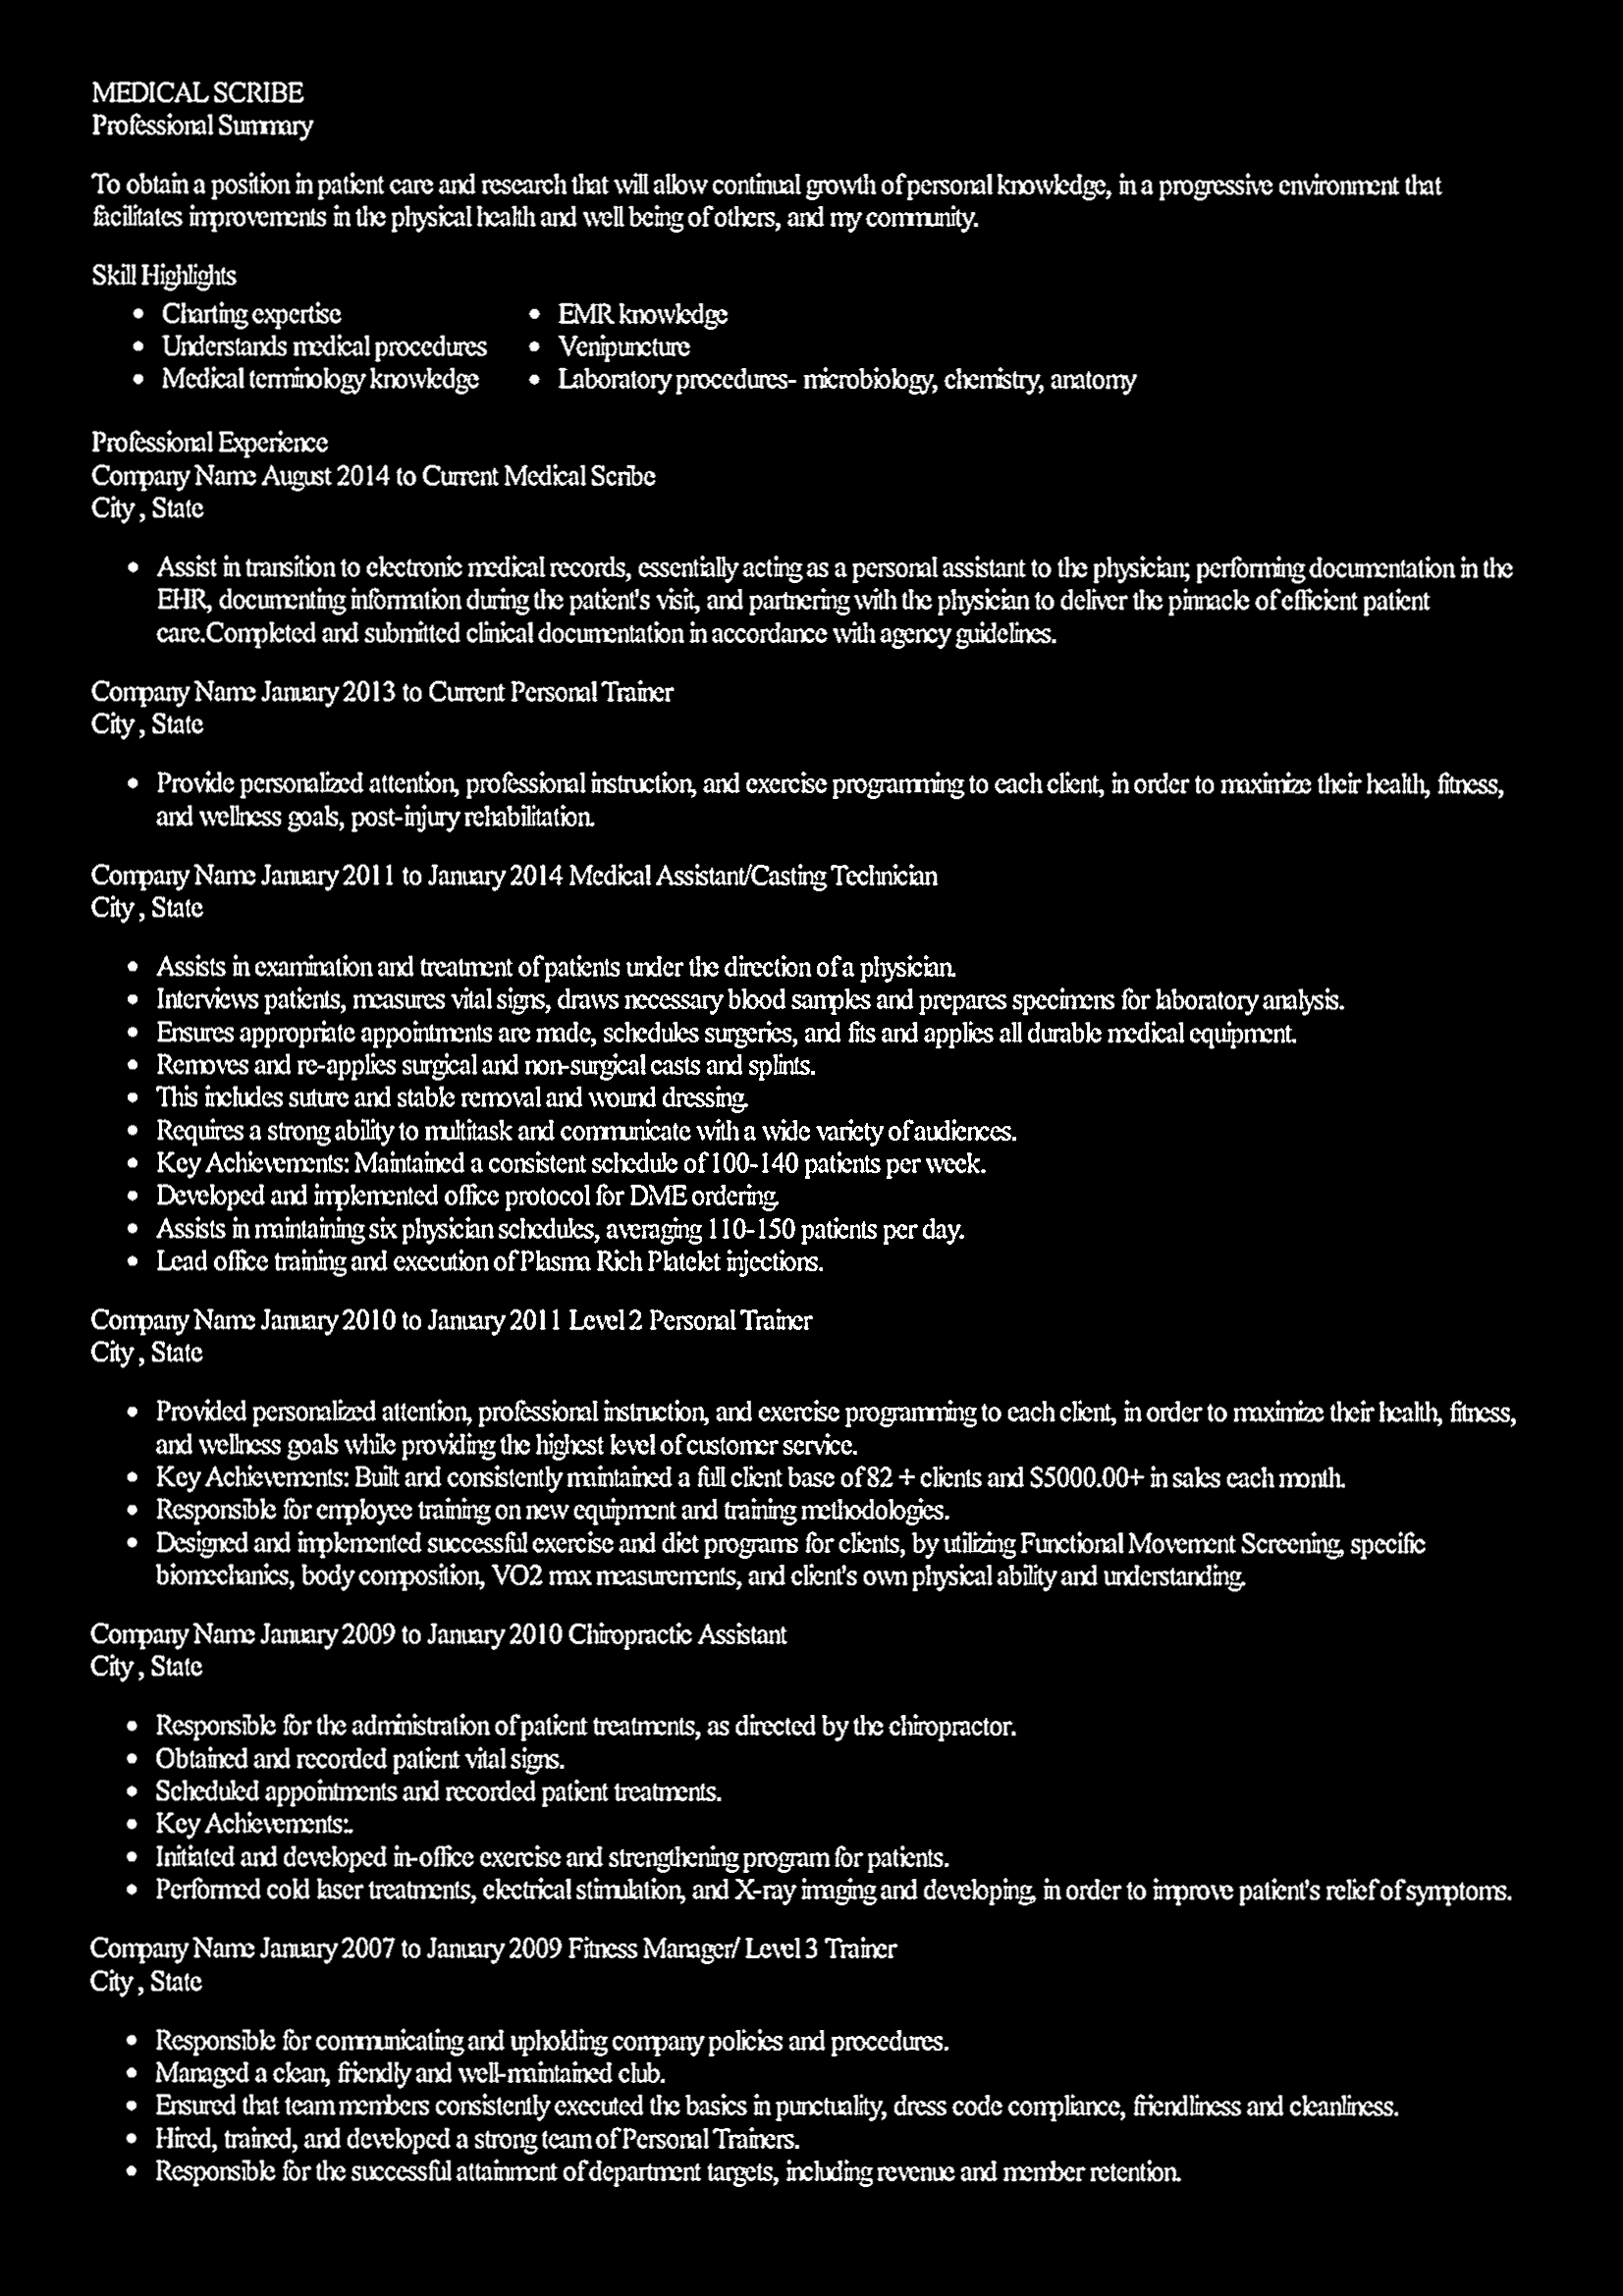 MEDICAL SCRIBE
Professional Summary
To obtain a position in patient care and research that will allow continual growth of personal knowledge, in a progressive environment that
facilitates improvements in the physical health and well being of others, and my community.
Skill Highlights
• Charting expertise
• Understands medical procedures
• Medical terminology knowledge
• EMR knowledge
• Venipuncture
• Laboratory procedures- microbiology, chemistry, anatomy
Professional Experience
Company Name August 2014 to Current Medical Scribe
City , State
• Assist in transition to electronic medical records, essentially acting as a personal assistant to the physician; performing documentation in the
EHR, documenting information during the patient's visit, and partnering with the physician to deliver the pinnacle of efficient patient
care.Completed and submitted clinical documentation in accordance with agency guidelines.
Company Name January 2013 to Current Personal Trainer
City , State
• Provide personalized attention, professional instruction, and exercise programming to each client, in order to maximize their health, fitness,
and wellness goals, post-injury rehabilitation.
Company Name January 2011 to January 2014 Medical Assistant/Casting Technician
City , State
• Assists in examination and treatment of patients under the direction of a physician.
• Interviews patients, measures vital signs, draws necessary blood samples and prepares specimens for laboratory analysis.
• Ensures appropriate appointments are made, schedules surgeries, and fits and applies all durable medical equipment.
• Removes and re-applies surgical and non-surgical casts and splints.
• This includes suture and stable removal and wound dressing.
• Requires a strong ability to multitask and communicate with a wide variety of audiences.
• Key Achievements: Maintained a consistent schedule of 100-140 patients per week.
• Developed and implemented office protocol for DME ordering.
• Assists in maintaining six physician schedules, averaging 110-150 patients per day.
• Lead office training and execution of Plasma Rich Platelet injections.
Company Name January 2010 to January 2011 Level 2 Personal Trainer
City , State
• Provided personalized attention, professional instruction, and exercise programming to each client, in order to maximize their health, fitness,
and wellness goals while providing the highest level of customer service.
• Key Achievements: Built and consistently maintained a full client base of 82 + clients and $5000.00+ in sales each month.
• Responsible for employee training on new equipment and training methodologies.
• Designed and implemented successful exercise and diet programs for clients, by utilizing Functional Movement Screening, specific
biomechanics, body composition, VO2 max measurements, and client's own physical ability and understanding.
Company Name January 2009 to January 2010 Chiropractic Assistant
City , State
• Responsible for the administration of patient treatments, as directed by the chiropractor.
• Obtained and recorded patient vital signs.
• Scheduled appointments and recorded patient treatments.
• Key Achievements:.
• Initiated and developed in-office exercise and strengthening program for patients.
• Performed cold laser treatments, electrical stimulation, and X-ray imaging and developing, in order to improve patient's relief of symptoms.
Company Name January 2007 to January 2009 Fitness Manager/ Level 3 Trainer
City , State
• Responsible for communicating and upholding company policies and procedures.
• Managed a clean, friendly and well-maintained club.
• Ensured that team members consistently executed the basics in punctuality, dress code compliance, friendliness and cleanliness.
• Hired, trained, and developed a strong team of Personal Trainers.
• Responsible for the successful attainment of department targets, including revenue and member retention.